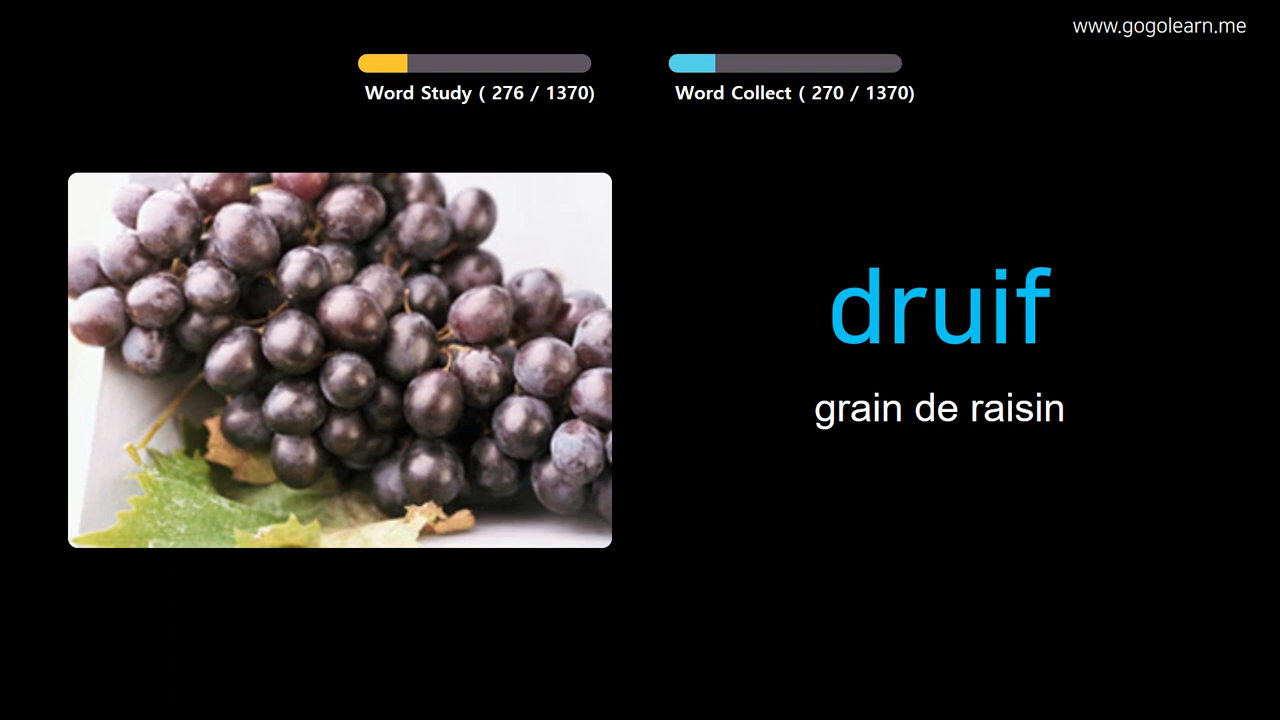 www.gogolearn.me
Word Study ( 276 / 1370)
Word Collect ( 270 / 1370)
druif
grain de raisin